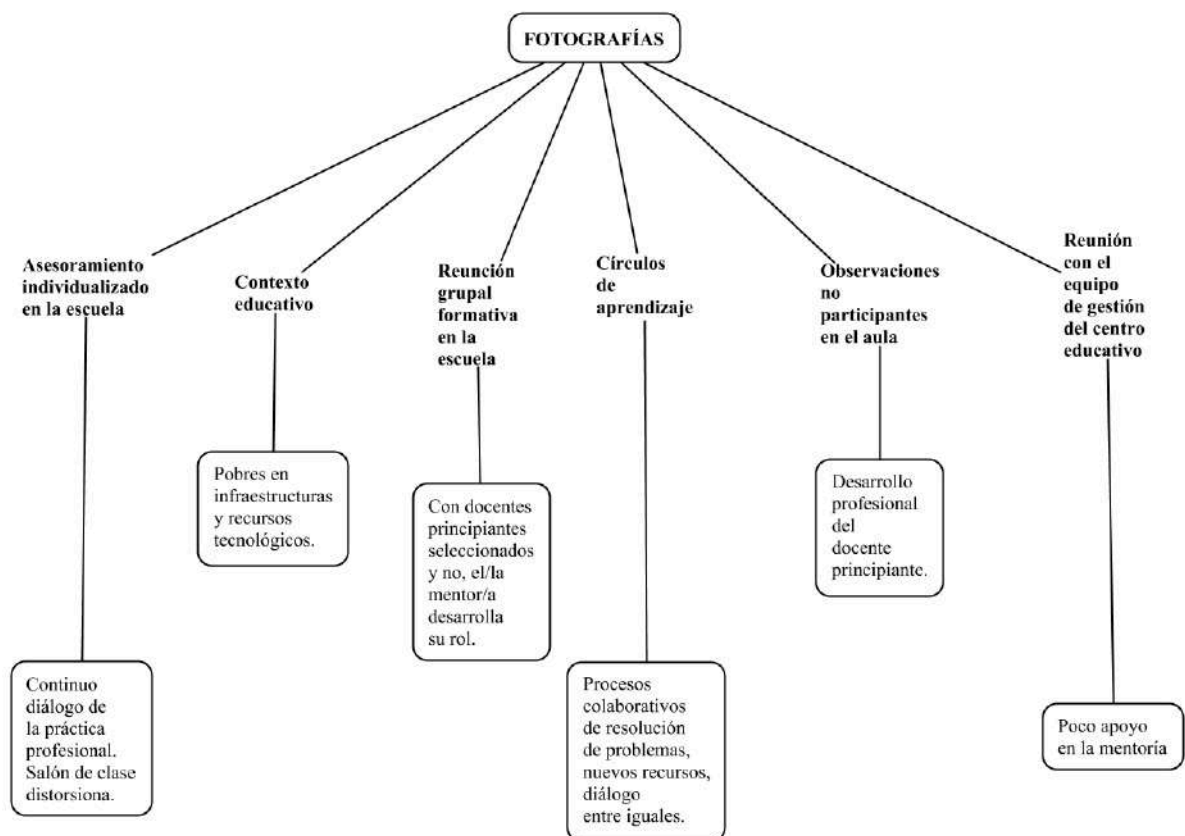 FOTOGRAFÍAS
Asesoramiento
individualizado
en la escuela
Contexto
educativo
Reunción
grupal
formativa
en la
escuela
Círculos
de
aprendizaje
Observaciones
no
participantes
en el aula
Reunión
con el
equipo
de gestión
del centro
educativo
Continuo
diálogo de
la práctica
profesional.
Salón de clase
distorsiona.
Pobres en
infraestructuras
y recursos
tecnológicos.
Con docentes
principiantes
seleccionados
y no, el/la
mentor/a
desarrolla
su rol.
Procesos
colaborativos
de resolución
de problemas,
nuevos recursos,
diálogo
entre iguales.
Desarrollo
profesional
del
docente
principiante.
Poco apoyo
en la mentoría